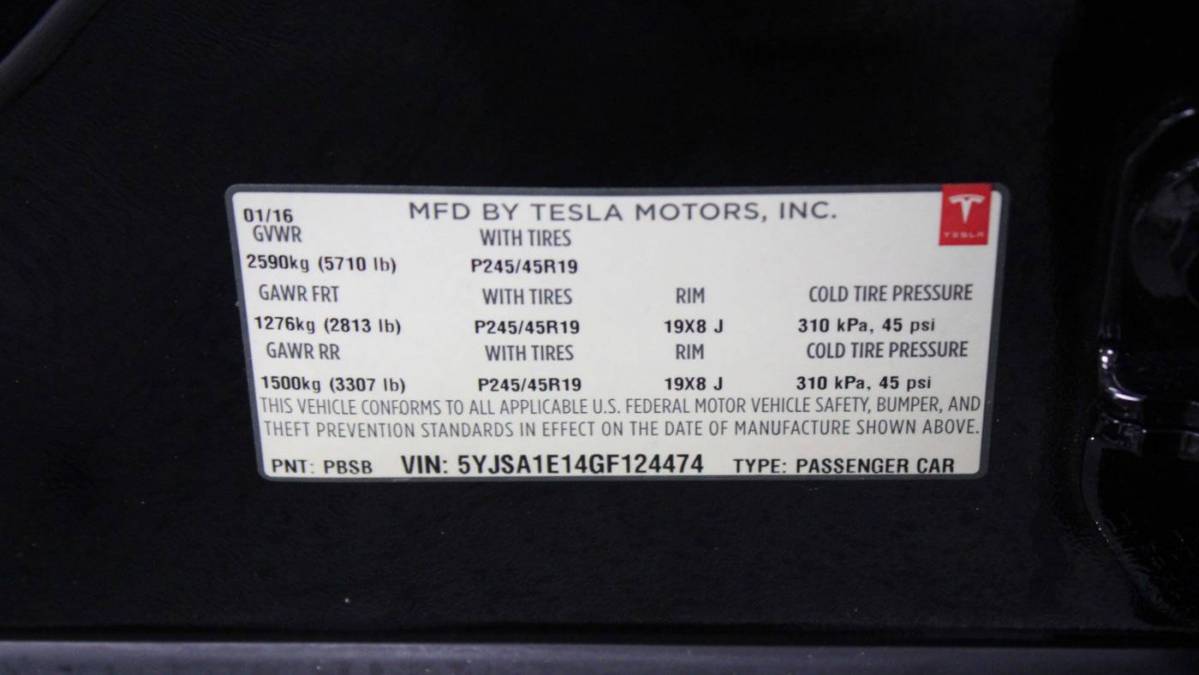 01/16 MFD BY TESLA MOTORS, INC.
TESLA
GVWR WITH TIRES
2590kg (5710 lb) P245/45R19
GAWR FRT WITH TIRES RIM COLD TIRE PRESSURE
1276kg (2813 lb) P245/45R19 19X8 J 310 kPa, 45 psi
GAWR RR WITH TIRES RIM COLD TIRE PRESSURE
1500kg (3307 lb) P245/45R19 19X8 J 310 kPa, 45 psi
THIS VEHICLE CONFORMS TO ALL APPLICABLE U.S. FEDERAL MOTOR VEHICLE SAFETY, BUMPER, AND
THEFT PREVENTION STANDARDS IN EFFECT ON THE DATE OF MANUFACTURE SHOWN ABOVE.
PNT: PBSB VIN: 5YJSA1E14GF124474 TYPE: PASSENGER CAR